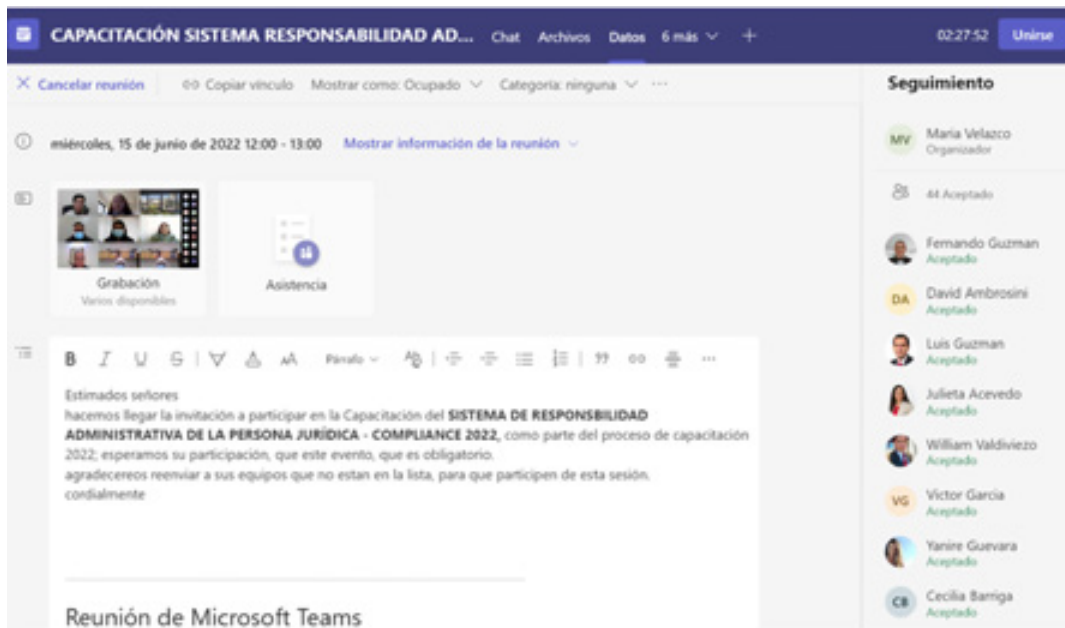 CAPACITACIÓN SISTEMA RESPONSABILIDAD AD... Chat Archivos Datos 6 más +
02:27:52 Unirse
Cancelar reunión Copiar vínculo Mostrar como: Ocupado Categoría: ninguna ...
miércoles, 15 de junio de 2022 12:00 - 13:00 Mostrar información de la reunión
Grabación
Varios disponibles
Asistencia
B I U S A AA Párrafo ...
Estimados señores
hacemos llegar la invitación a participar en la Capacitación del SISTEMA DE RESPONSBILIDAD
ADMINISTRATIVA DE LA PERSONA JURÍDICA - COMPLIANCE 2022, como parte del proceso de capacitación
2022; esperamos su participación, que este evento, que es obligatorio.
agradecereos reenviar a sus equipos que no estan en la lista, para que participen de esta sesión.
cordialmente
Reunión de Microsoft Teams
Seguimiento
MV Maria Velazco
Organizador
44 Aceptado
Fernando Guzman
Aceptado
DA David Ambrosini
Aceptado
Luis Guzman
Aceptado
Julieta Acevedo
Aceptado
William Valdiviezo
Aceptado
VG Victor Garcia
Aceptado
Yanire Guevara
Aceptado
CB Cecilia Barriga
Aceptado